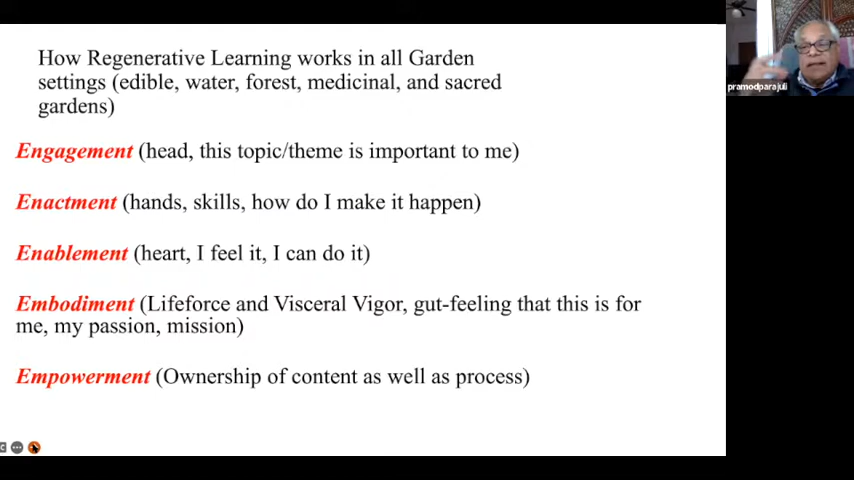 How Regenerative Learning works in all Garden
settings (edible, water, forest, medicinal, and sacred
gardens)
pramodparajuli
Engagement (head, this topic/theme is important to me)
Enactment (hands, skills, how do I make it happen)
Enablement (heart, I feel it, I can do it)
Embodiment (Lifeforce and Visceral Vigor, gut-feeling that this is for
me, my passion, mission)
Empowerment (Ownership of content as well as process)